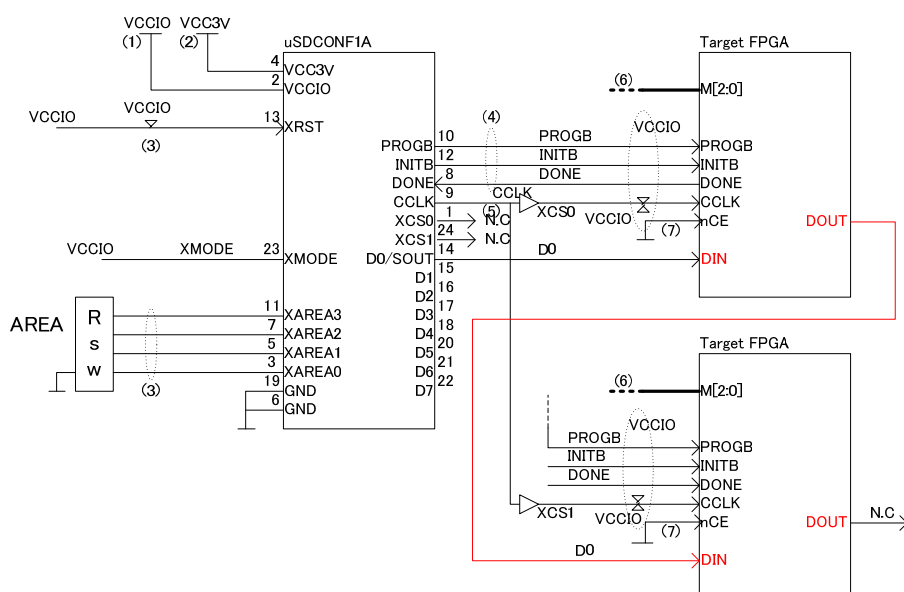 VCCIO VCC3V
(1) (2)
uSDCONF1A
4 VCC3V
2 VCCIO
VCCIO VCCIO 13 XRST
(3)
PROGB 10
INITB 12
DONE 8
CCLK 9
XCS0 1 N.C
XCS1 24 N.C
VCCIO XMODE 23 XMODE
D0/SOUT 14
D1 15
D2 16
D3 17
D4 18
D5 20
D6 21
D7 22
AREA
R
s
w
11 XAREA3
7 XAREA2
5 XAREA1
3 XAREA0
(3)
19 GND
6 GND
(4)
PROGB
INITB
DONE
CCLK
(5)
XCS0
D0
Target FPGA
(6)
M[2:0]
VCCIO
PROGB
INITB
DONE
CCLK
VCCIO
nCE
(7)
DOUT
DIN
Target FPGA
(6)
M[2:0]
VCCIO
PROGB PROGB
INITB INITB
DONE DONE
CCLK
XCS1
VCCIO
nCE
(7)
DOUT N.C
D0 DIN